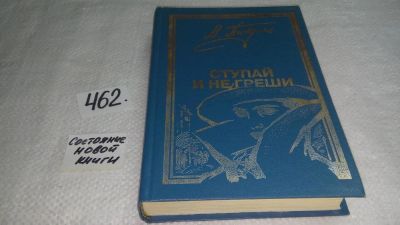 462.
СОСТОЯНИЕ
НОВОЙ
КНИГИ
СТУПАЙ
И НЕ ГРЕШИ